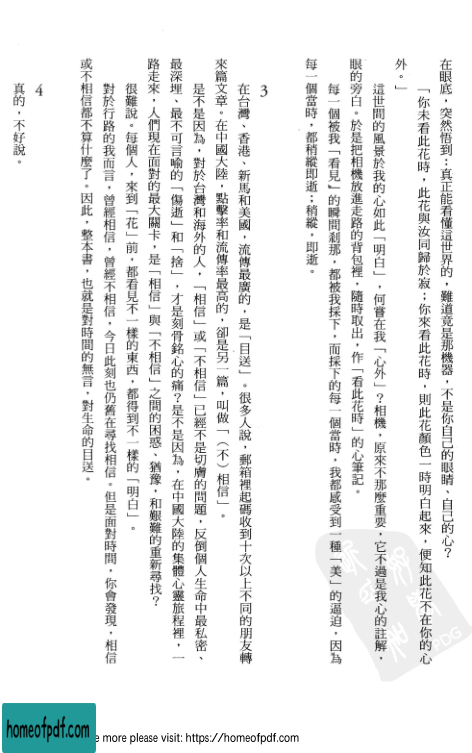 在眼底，突然悟到：真正能看懂這世界的，難道竟是那機器，不是你自己的眼睛、自己的心？
「你未看此花時，此花與汝同歸於寂；你來看此花時，則此花顏色一時明白起來，便知此花不在你的心
外。」
這世間的風景於我的心如此「明白」，何嘗在我「心外」？相機，原來不那麼重要，它不過是我心的註解，
眼的旁白。於是把相機放進走路的背包裡，隨時取出，作「看此花時」的心筆記。
每一個被我「看見」的瞬間剎那，都被我採下，而採下的每一個當時，我都感受到一種「美」的逼迫，因為
每一個當時，都稍縱即逝；稍縱，即逝。
3
在台灣、香港、新馬和美國，流傳最廣的，是「目送」。很多人說，郵箱裡起碼收到十次以上不同的朋友轉
來篇文章。在中國大陸，點擊率和流傳率最高的，卻是另一篇，叫做「（不）相信」。
是不是因為，對於台灣和海外的人，「相信」或「不相信」已經不是切膚的問題，反倒個人生命中最私密、
最深埋、最不可言喻的「傷逝」和「捨」，才是刻骨銘心的痛？是不是因為，在中國大陸的集體心靈旅程裡，一
路走來，人們現在面對的最大關卡，是「相信」與「不相信」之間的困惑、猶豫，和艱難的重新尋找？
很難說。每個人，來到「花」前，都看見不一樣的東西，都得到不一樣的「明白」。
對於行路的我而言，曾經相信，曾經不相信，今日此刻也仍舊在尋找相信。但是面對時間，你會發現，相信
或不相信都不算什麼了。因此，整本書，也就是對時間的無言，對生命的目送。
4
真的，不好說。
PDG
homeofpdf.com
e more please visit: https://homeofpdf.com